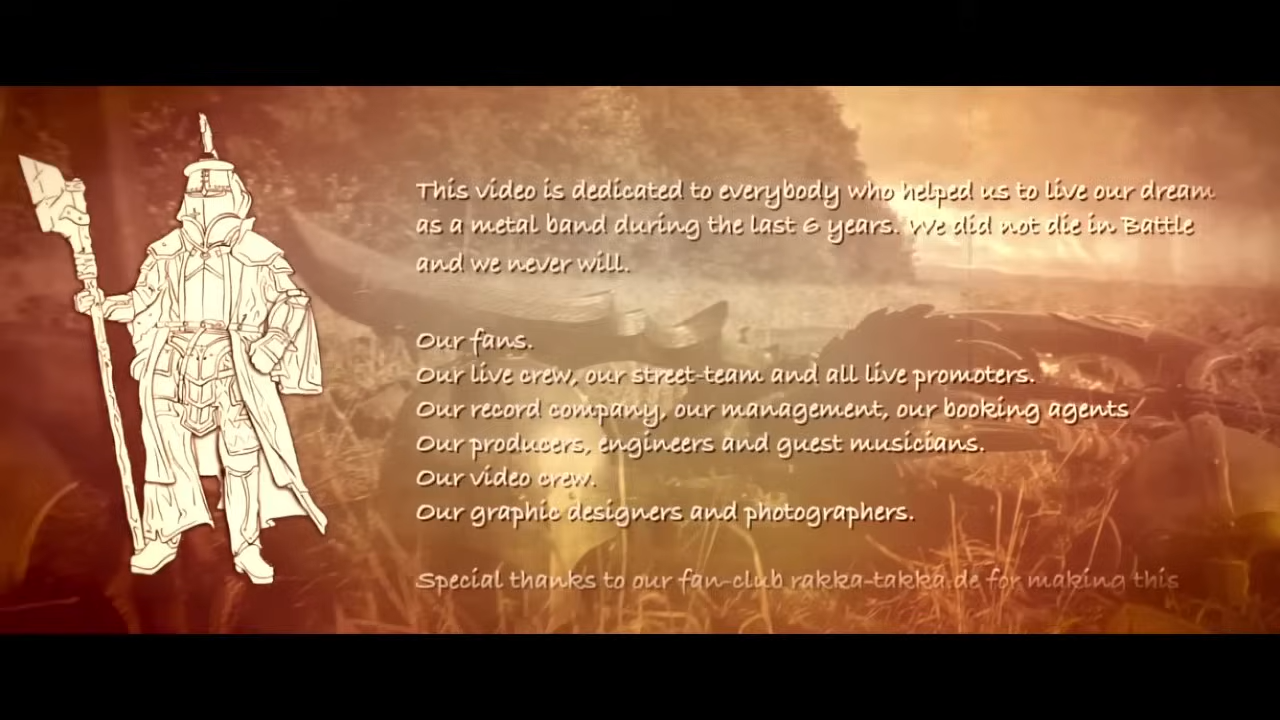 This video is dedicated to everybody who helped us to live our dream
as a metal band during the last 6 years. We did not die in Battle
and we never will.
Our fans.
Our live crew, our street-team and all live promoters.
Our record company, our management, our booking agents
Our producers, engineers and guest musicians.
Our video crew.
Our graphic designers and photographers.
Special thanks to our fan-club rakka-takka.de for making this